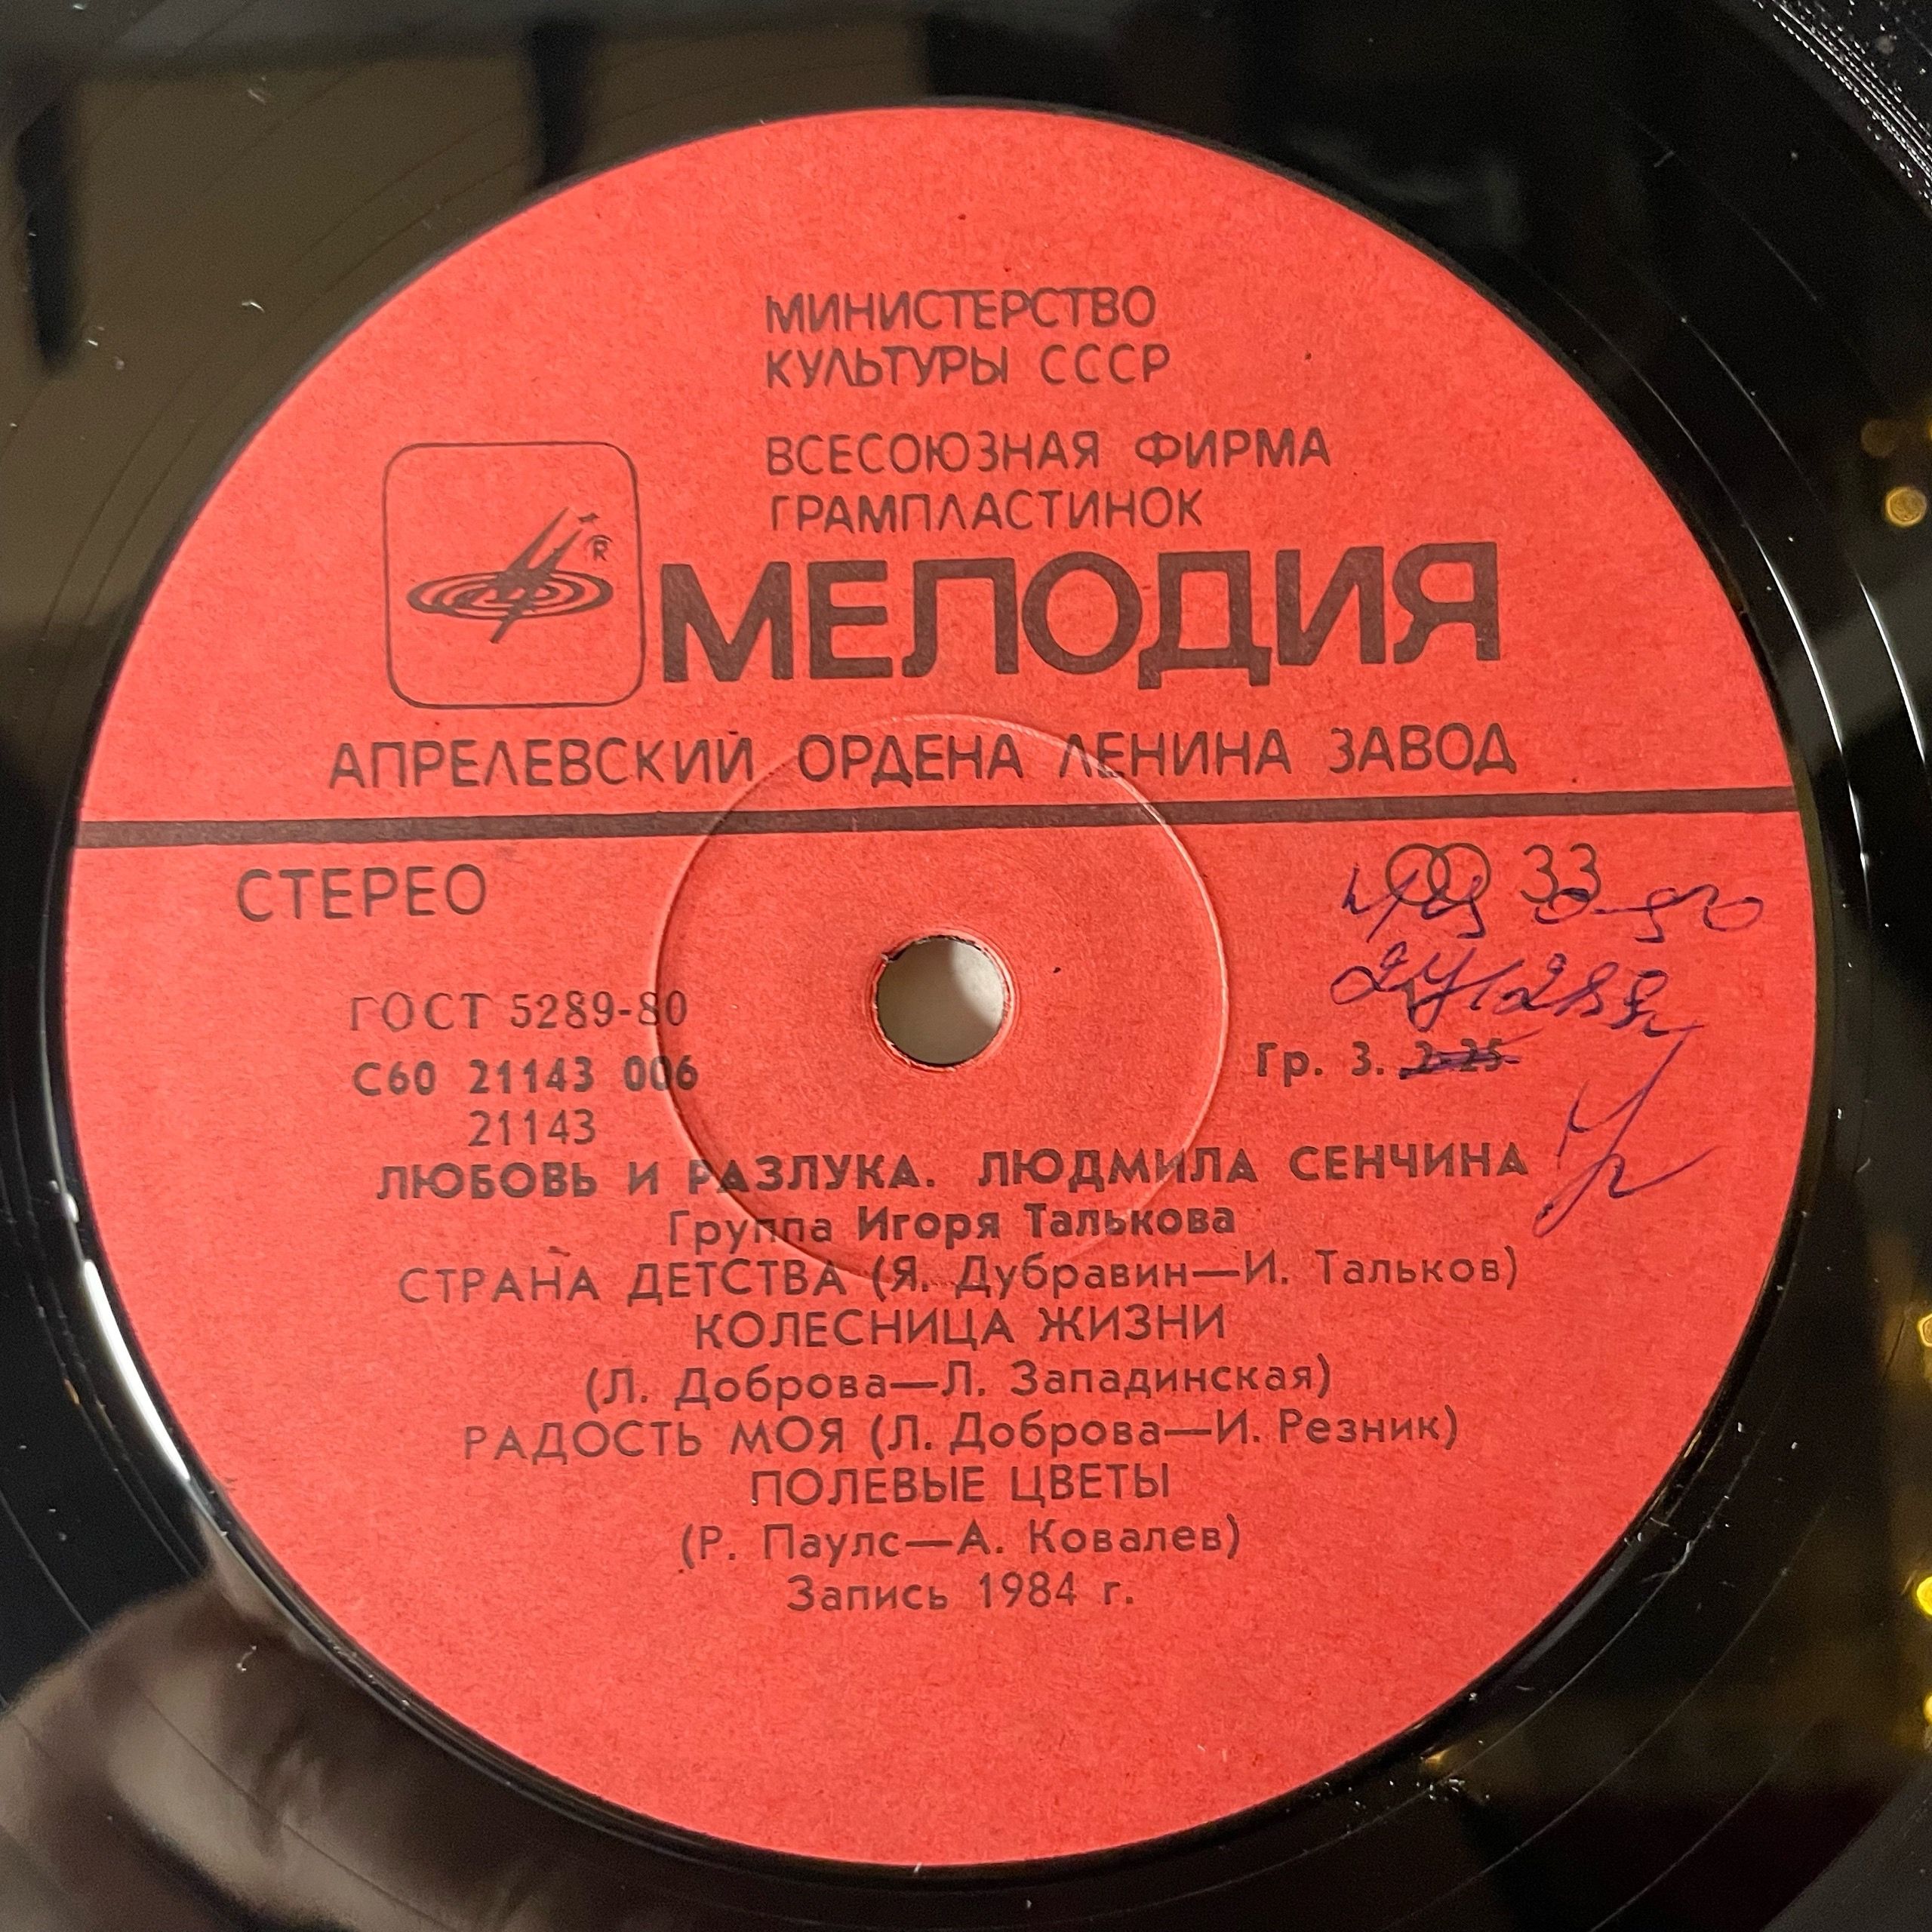 МИНИСТЕРСТВО
КУЛЬТУРЫ СССР
ВСЕСОЮЗНАЯ ФИРМА
ГРАМПЛАСТИНОК
®
МЕЛОДИЯ
АПРЕЛЕВСКИЙ ОРДЕНА ЛЕНИНА ЗАВОД
СТЕРЕО
33
ГОСТ 5289-80
С60 21143 006
Гр. 3. 2-25
21143
ЛЮБОВЬ И РАЗЛУКА. ЛЮДМИЛА СЕНЧИНА
Группа Игоря Талькова
СТРАНА ДЕТСТВА (Я. Дубравин—И. Тальков)
КОЛЕСНИЦА ЖИЗНИ
(Л. Доброва—Л. Западинская)
РАДОСТЬ МОЯ (Л. Доброва—И. Резник)
ПОЛЕВЫЕ ЦВЕТЫ
(Р. Паулс—А. Ковалев)
Запись 1984 г.